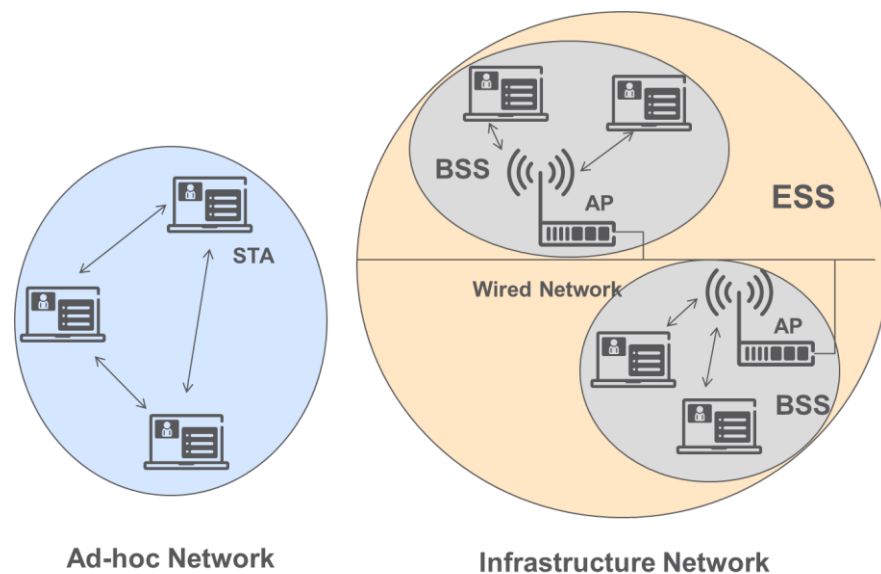 STA
Ad-hoc Network
BSS
AP
ESS
Wired Network
AP
BSS
Infrastructure Network